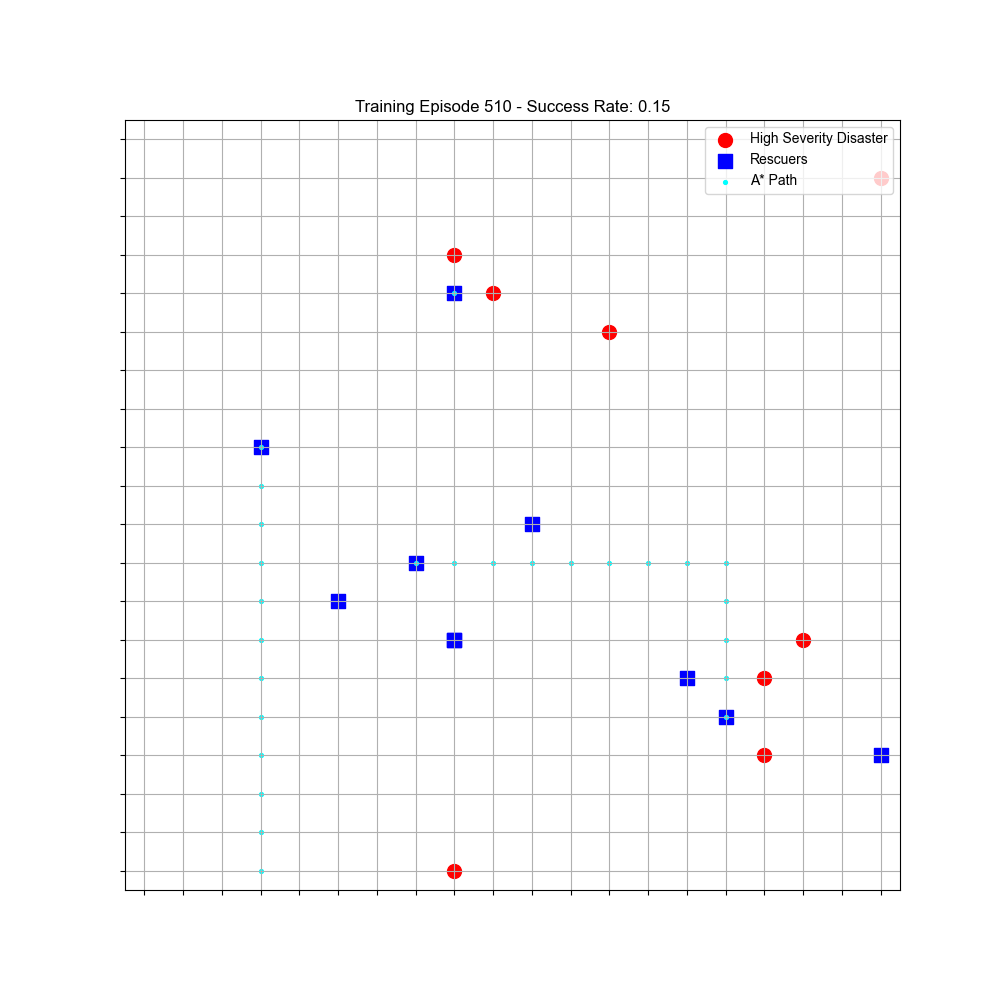 Training Episode 510 - Success Rate: 0.15
High Severity Disaster
Rescuers
A* Path